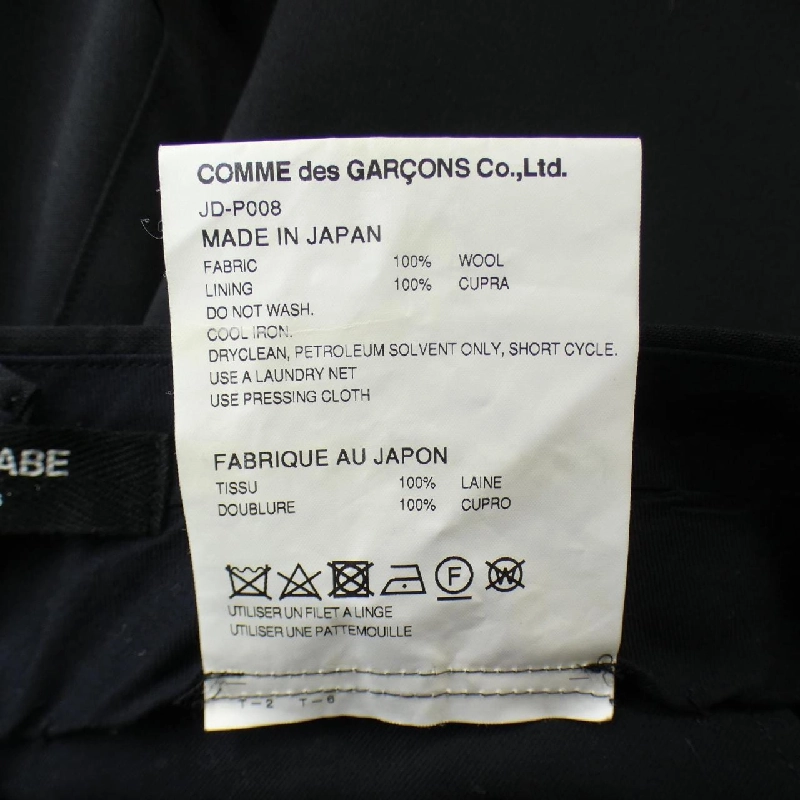 COMME des GARÇONS Co.,Ltd.
JD-P008
MADE IN JAPAN
FABRIC 100% WOOL
LINING 100% CUPRA
DO NOT WASH.
COOL IRON.
DRYCLEAN, PETROLEUM SOLVENT ONLY, SHORT CYCLE.
USE A LAUNDRY NET
USE PRESSING CLOTH
ABE
FABRIQUE AU JAPON
TISSU 100% LAINE
DOUBLURE 100% CUPRO
F W
UTILISER UN FILET A LINGE
UTILISER UNE PATTEMOUILLE
T-2 T-6